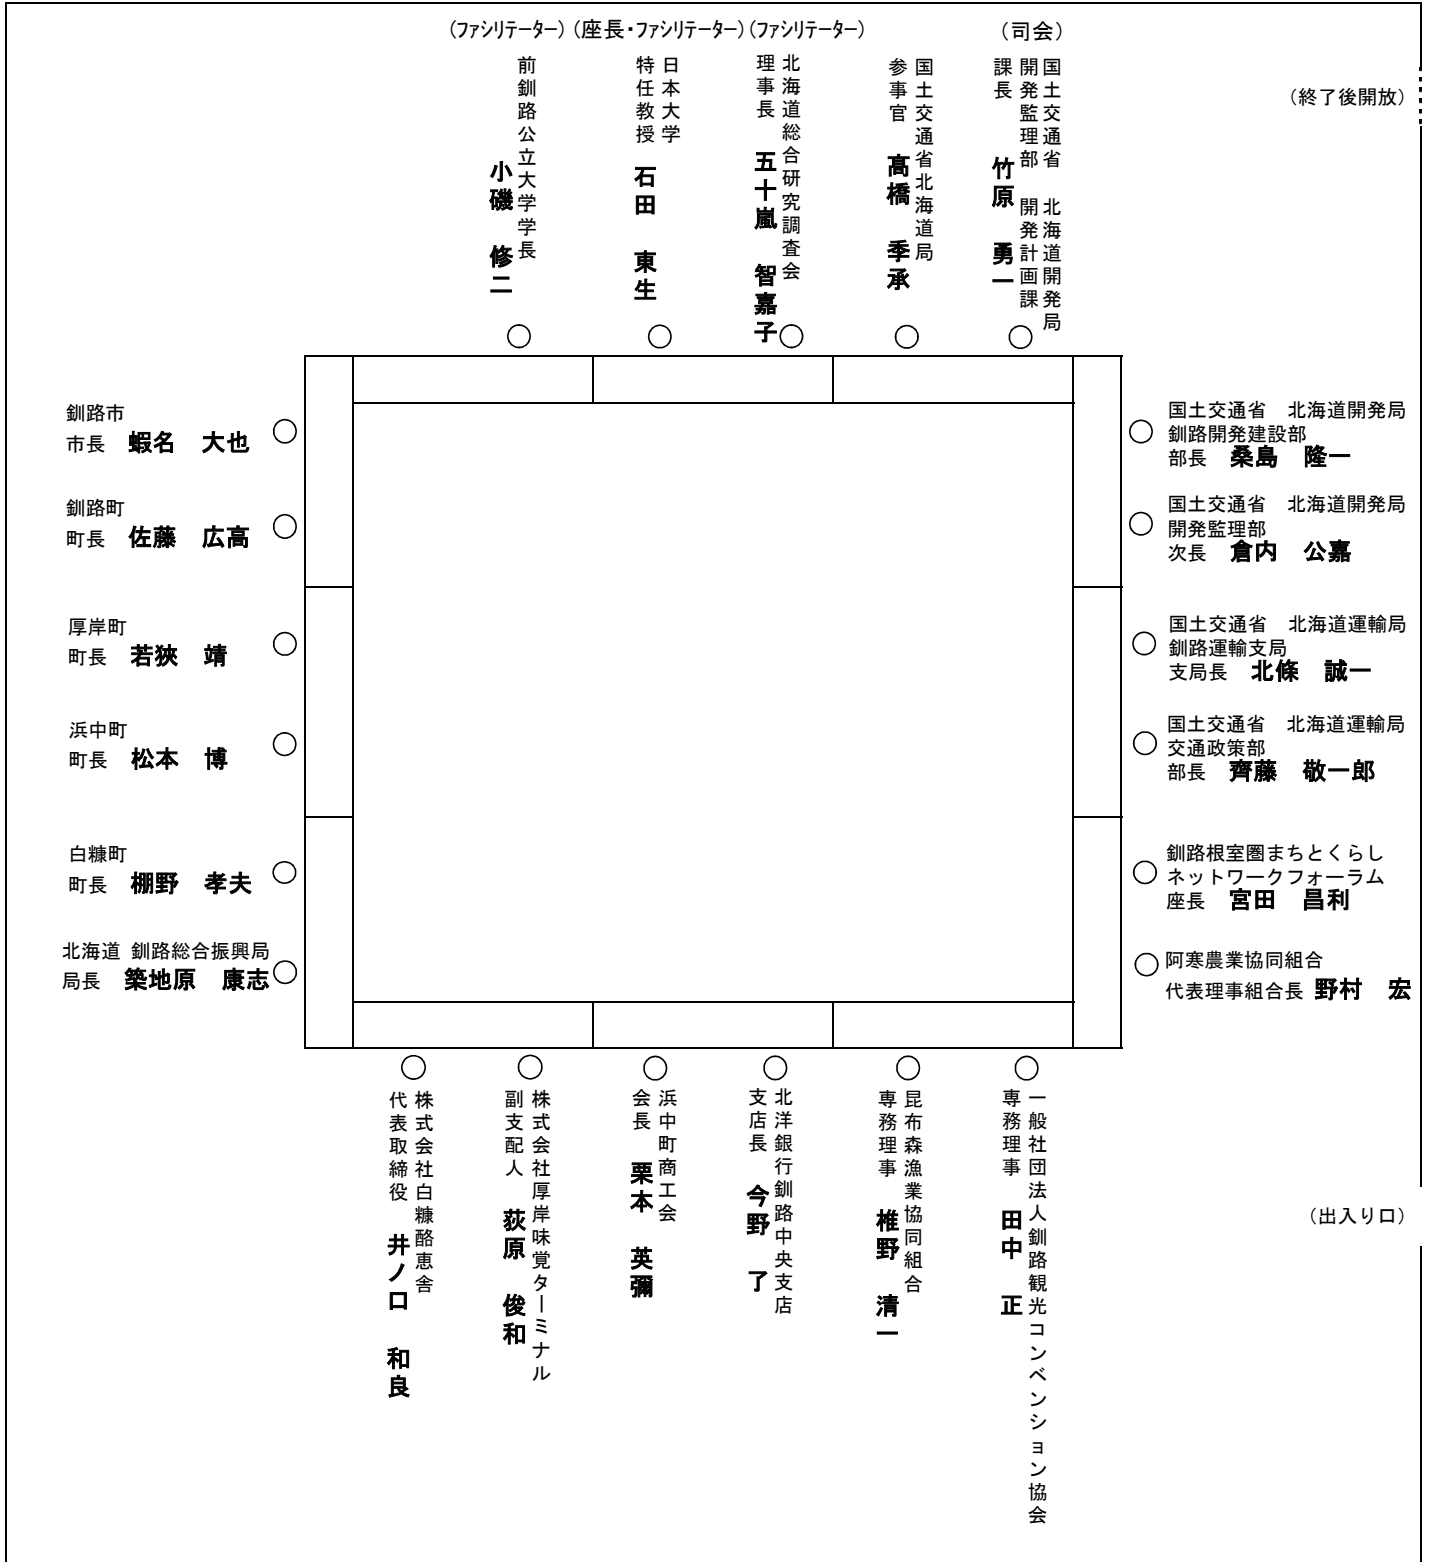 （ファシリテーター）
（座長・ファシリテーター）
（ファシリテーター）
（司会）
前釧路公立大学学長
小磯　修二
日本大学
特任教授　石田　東生
北海道総合研究調査会
理事長　五十嵐　智嘉子
国土交通省北海道局
参事官　髙橋　季承
国土交通省　北海道開発局
開発監理部　開発計画課
課長　竹原　勇一
（終了後開放）
釧路市
市長　蝦名　大也
釧路町
町長　佐藤　広高
厚岸町
町長　若狹　靖
浜中町
町長　松本　博
白糠町
町長　棚野　孝夫
北海道 釧路総合振興局
局長　築地原　康志
国土交通省　北海道開発局
釧路開発建設部
部長　桑島　隆一
国土交通省　北海道開発局
開発監理部
次長　倉内　公嘉
国土交通省　北海道運輸局
釧路運輸支局
支局長　北條　誠一
国土交通省　北海道運輸局
交通政策部
部長　齊藤　敬一郎
釧路根室圏まちとくらし
ネットワークフォーラム
座長　宮田　昌利
阿寒農業協同組合
代表理事組合長 野村　宏
株式会社白糠酪恵舎
代表取締役　井ノ口　和良
株式会社厚岸味覚ターミナル
副支配人　荻原　俊和
浜中町商工会
会長　栗本　英彌
北洋銀行釧路中央支店
支店長　今野　了
昆布森漁業協同組合
専務理事　椎野　清一
一般社団法人釧路観光コンベンション協会
専務理事　田中　正
（出入り口）